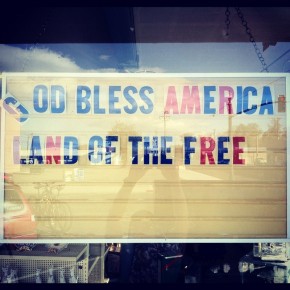 GOD BLESS AMERICA
LAND OF THE FREE